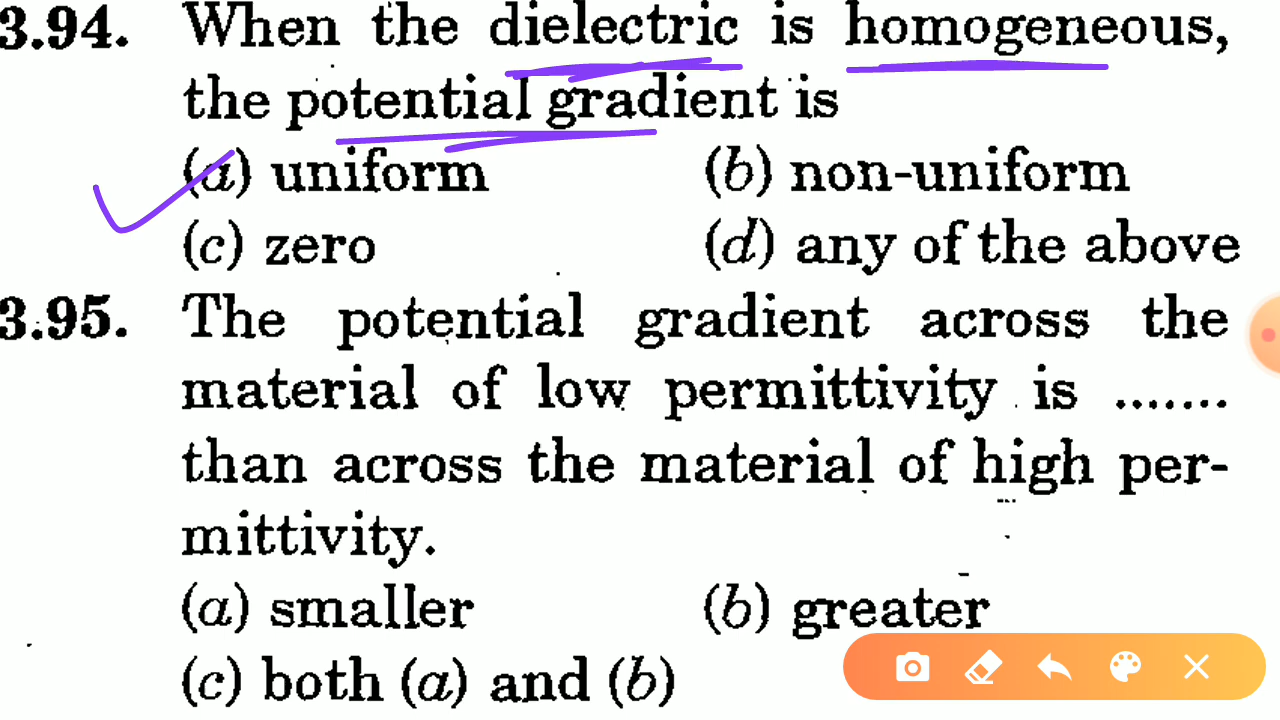 3.94. When the dielectric is homogeneous,
the potential gradient is
(a) uniform (b) non-uniform
(c) zero (d) any of the above
3.95. The potential gradient across the
material of low permittivity is .......
than across the material of high per-
mittivity.
(a) smaller (b) greater
(c) both (a) and (b)